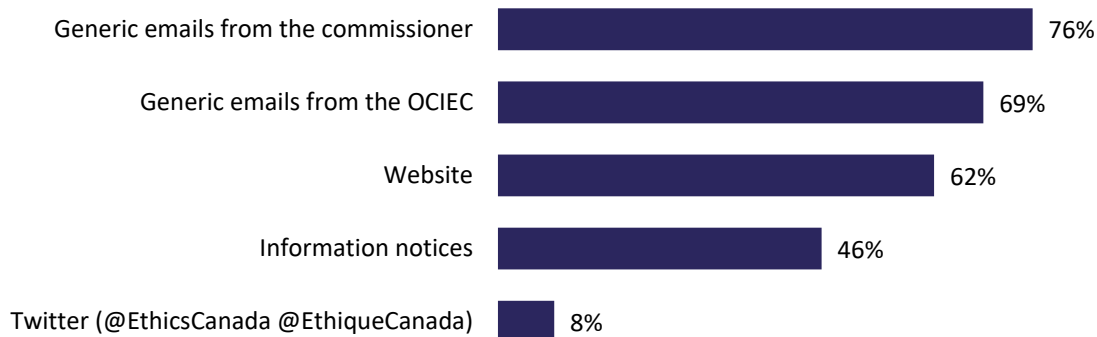 Generic emails from the commissioner 76%
Generic emails from the OCIEC 69%
Website 62%
Information notices 46%
Twitter (@EthicsCanada @EthiqueCanada) 8%